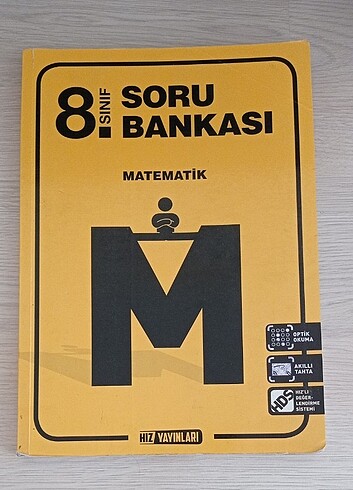 8. SINIF
SORU
BANKASI
MATEMATİK
M
OPTİK
OKUMA
AKILLI
TAHTA
HDS
HIZ'LI
DEĞER-
LENDİRME
SİSTEMİ
HIZ YAYINLARI